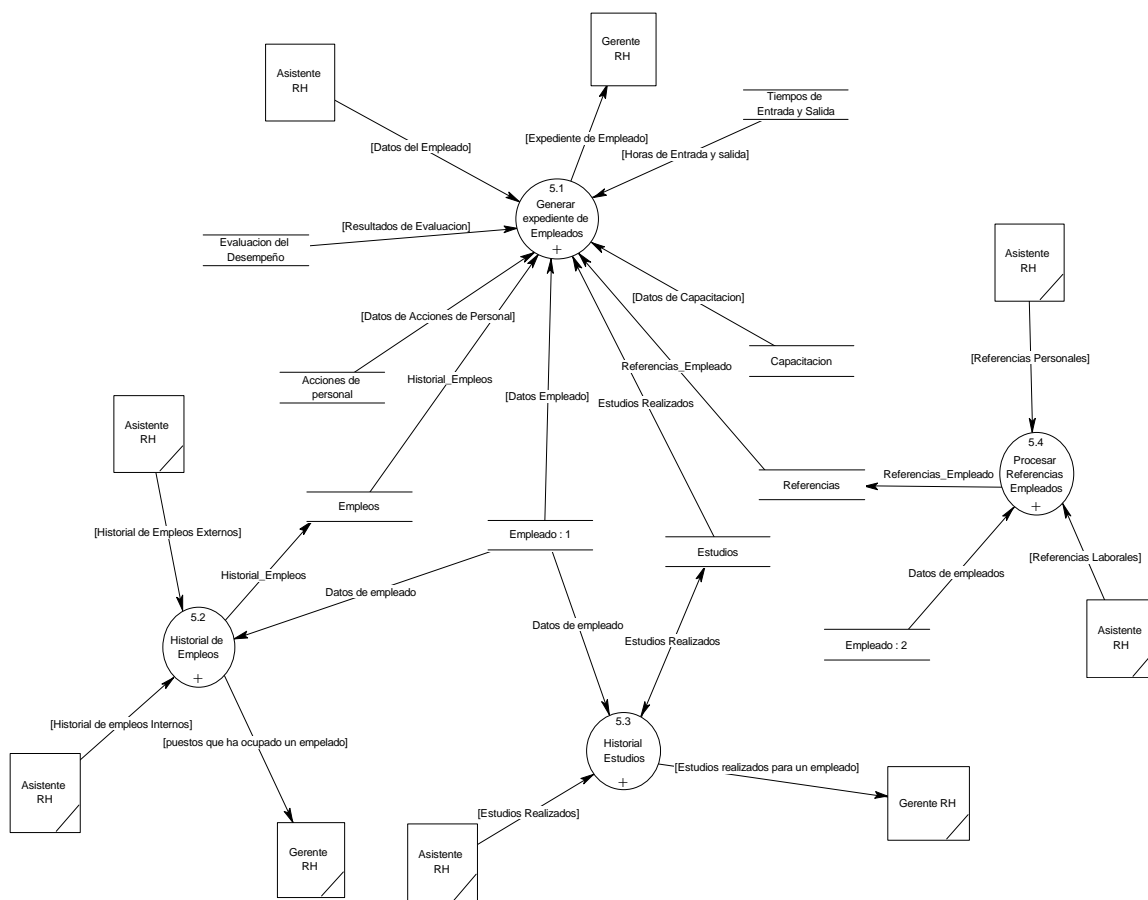 Gerente
RH
Asistente
RH
Tiempos de
Entrada y Salida
[Expediente de Empleado]
[Datos del Empleado]
[Horas de Entrada y salida]
5.1
Generar
expediente de
Empleados
+
[Resultados de Evaluacion]
Evaluacion del
Desempeño
Asistente
RH
[Datos de Capacitacion]
[Datos de Acciones de Personal]
Historial_Empleos
Referencias_Empleado
Capacitacion
[Referencias Personales]
Acciones de
personal
[Datos Empleado]
Estudios Realizados
Asistente
RH
5.4
Procesar
Referencias
Empleados
+
Referencias_Empleado
Referencias
Empleos
[Historial de Empleos Externos]
Empleado : 1
Estudios
[Referencias Laborales]
Historial_Empleos
Datos de empleados
Datos de empleado
5.2
Historial de
Empleos
+
Datos de empleado
Estudios Realizados
Empleado : 2
Asistente
RH
[Historial de empleos Internos]
[puestos que ha ocupado un empelado]
5.3
Historial
Estudios
+
[Estudios realizados para un empleado]
Asistente
RH
[Estudios Realizados]
Gerente RH
Gerente
RH
Asistente
RH